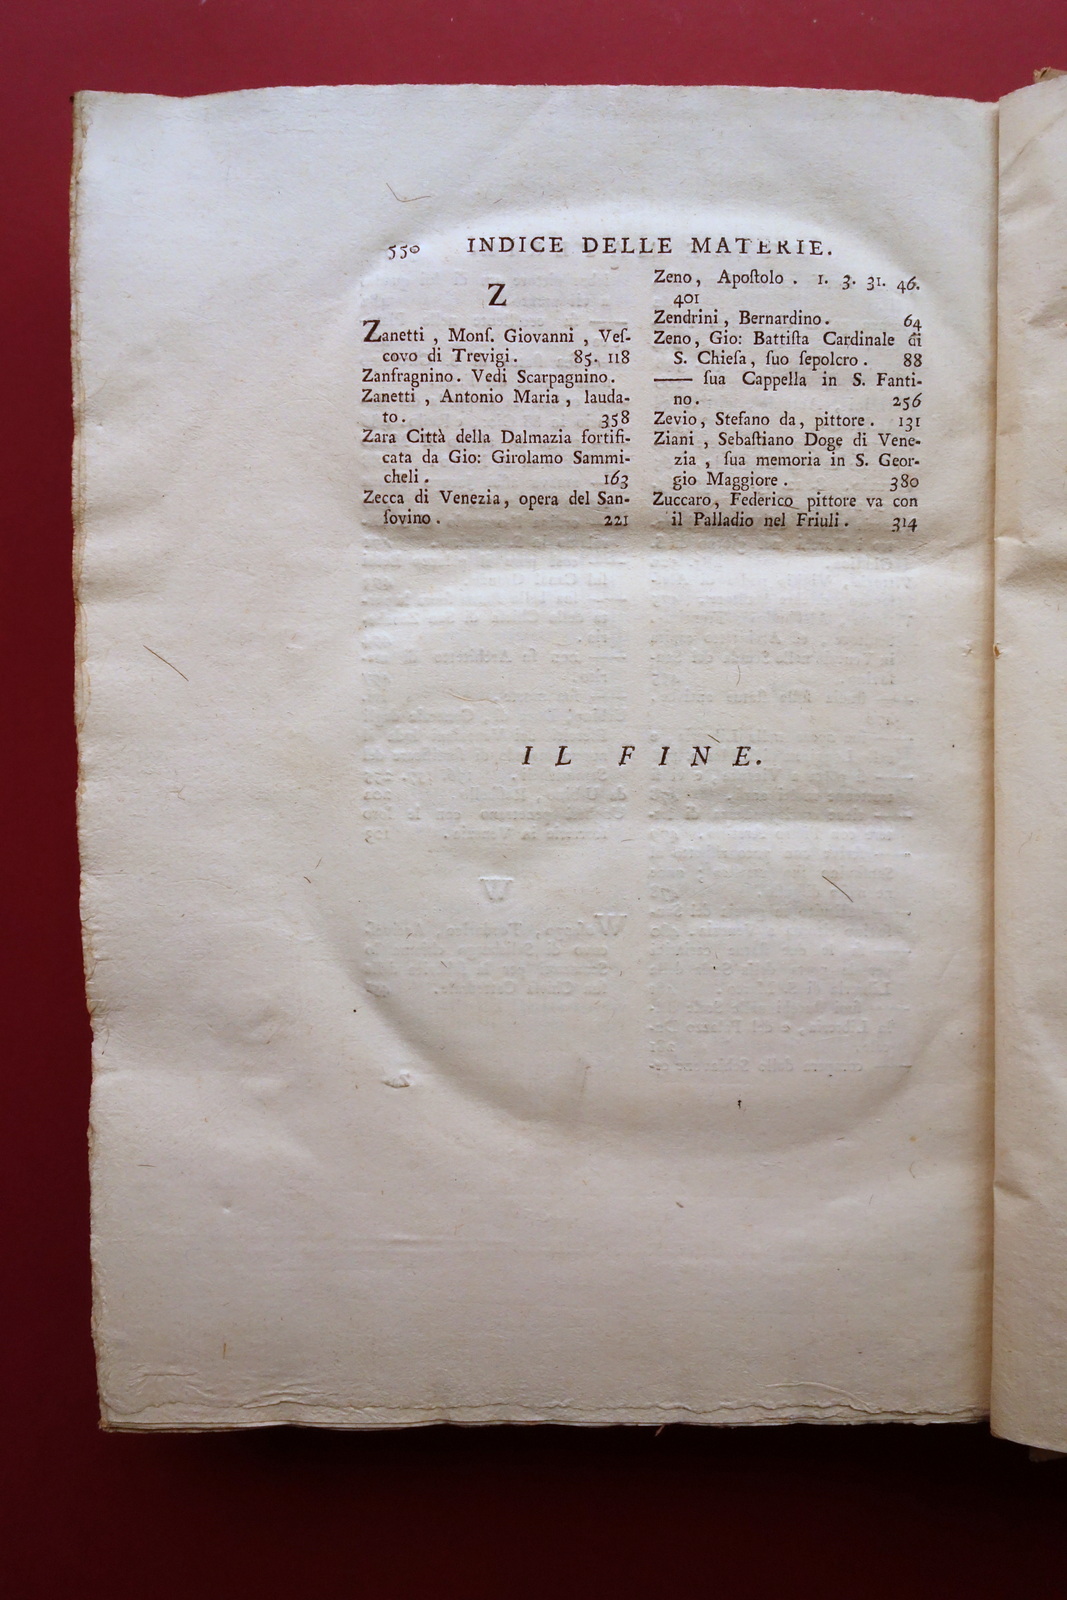 550 INDICE DELLE MATERIE.
Z
Zanetti , Monſ. Giovanni , Veſ-
covo di Trevigi. 85. 118
Zanfragnino. Vedi Scarpagnino.
Zanetti , Antonio Maria , lauda-
to. 358
Zara Città della Dalmazia fortifi-
cata da Gio: Girolamo Sammi-
cheli. 163
Zecca di Venezia, opera del San-
ſovino. 221
Zeno, Apoſtolo . 1. 3. 31. 46.
401
Zendrini, Bernardino. 64
Zeno, Gio: Battiſta Cardinale di
S. Chieſa, ſuo ſepolcro. 88
—— ſua Cappella in S. Fanti-
no. 256
Zevio, Stefano da, pittore. 131
Ziani , Sebaſtiano Doge di Vene-
zia , ſua memoria in S. Geor-
gio Maggiore. 380
Zuccaro, Federico pittore va con
il Palladio nel Friuli. 314
IL FINE.